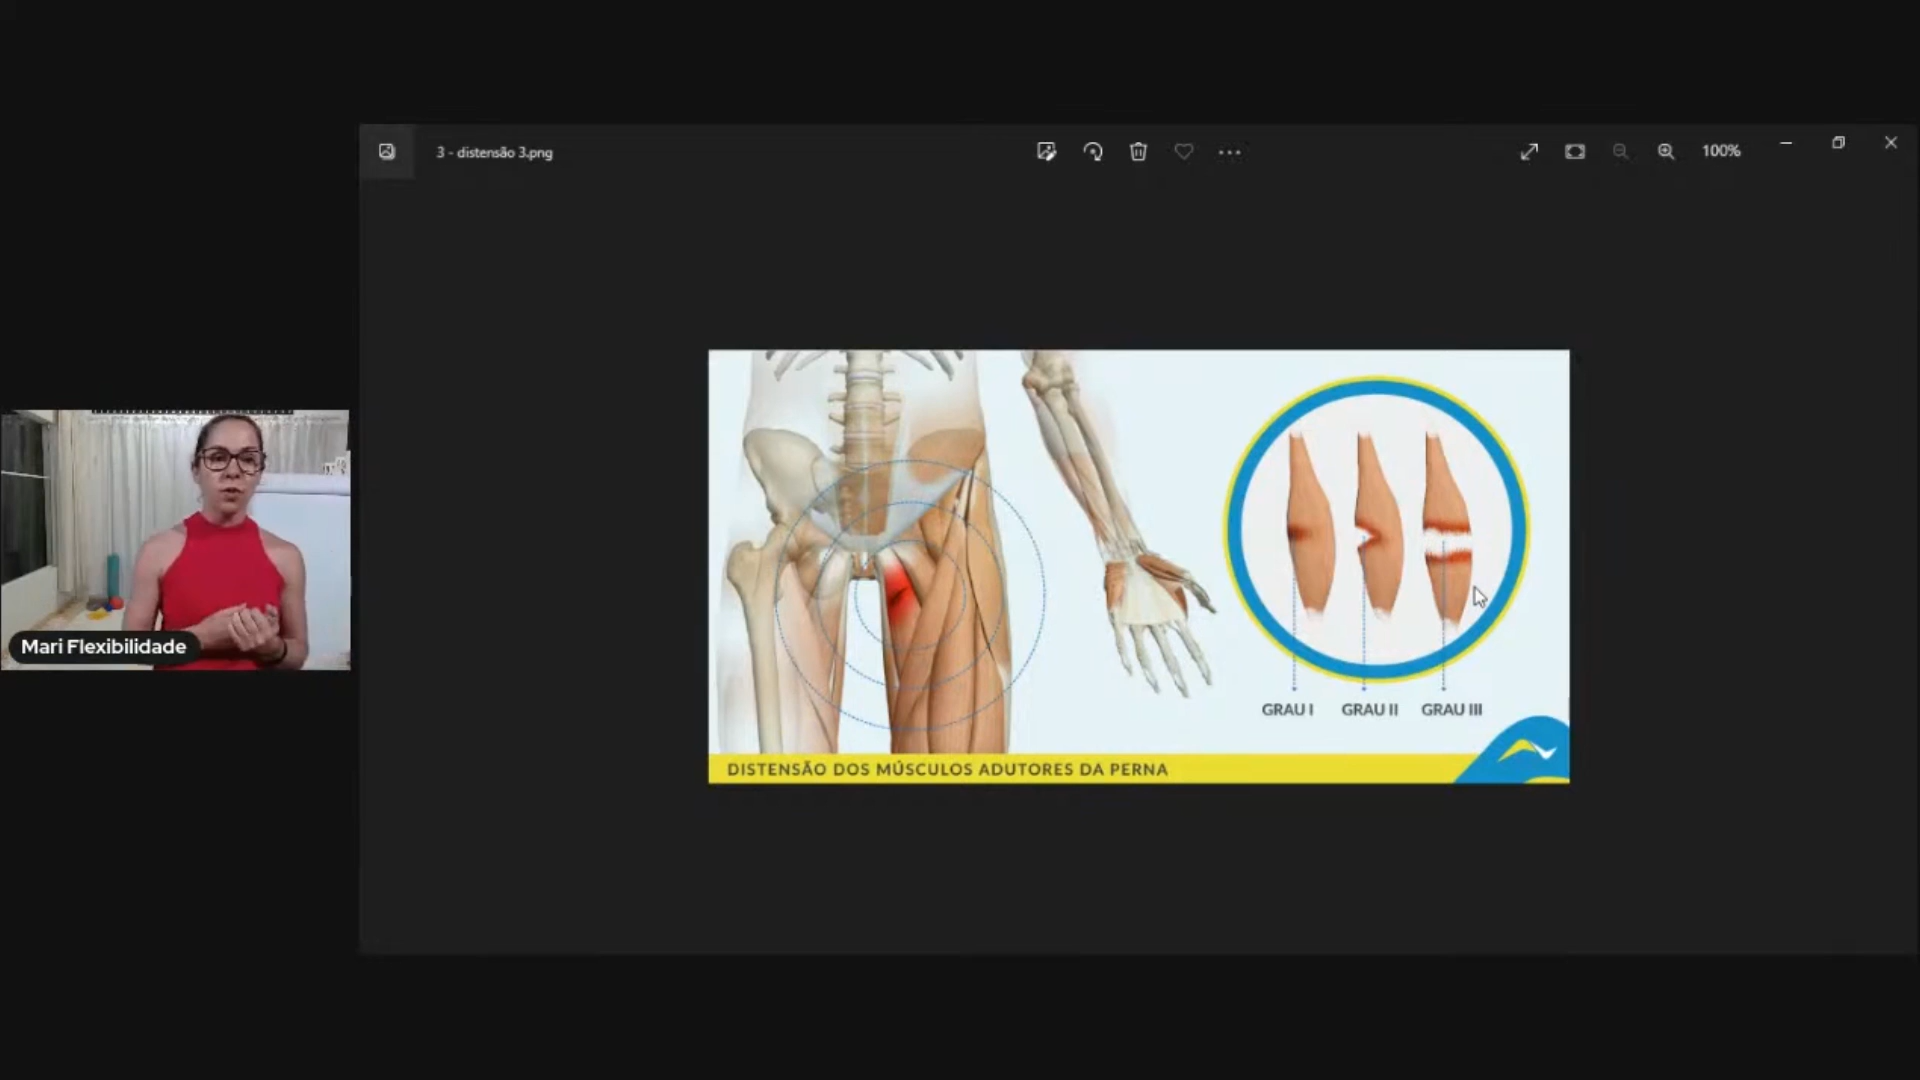 3 - distensão 3.png
100%
Mari Flexibilidade
GRAU I
GRAU II
GRAU III
DISTENSÃO DOS MÚSCULOS ADUTORES DA PERNA